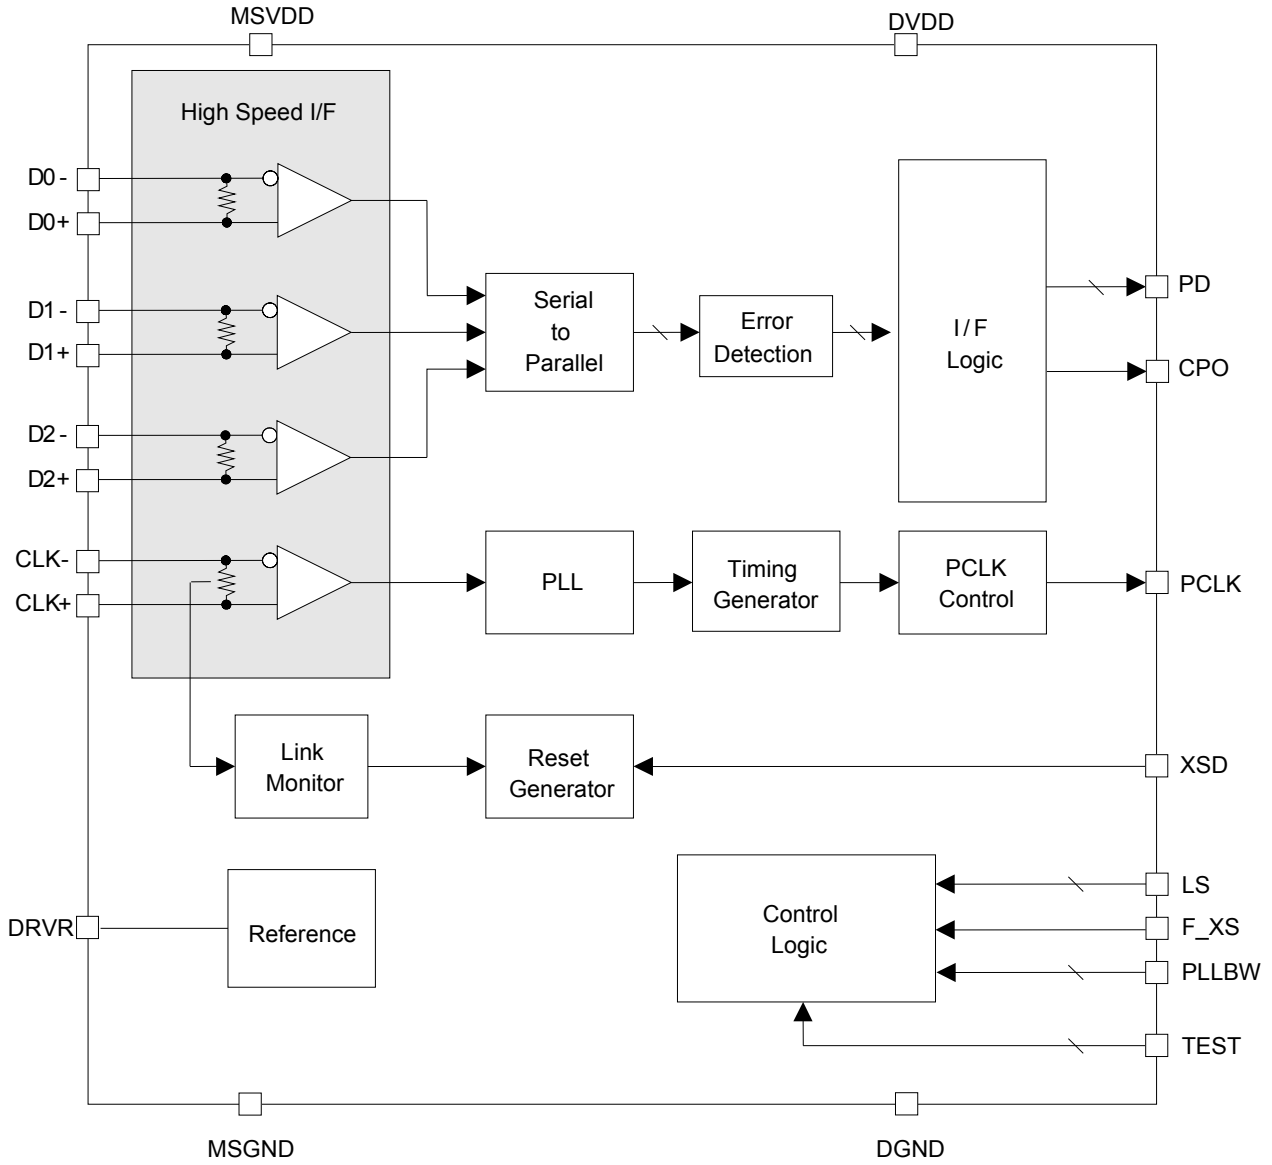 MSVDD
DVDD
High Speed I/F
D0 -
D0+
D1 -
D1+
D2 -
D2+
CLK-
CLK+
Serial
to
Parallel
Error
Detection
I / F
Logic
PD
CPO
PLL
Timing
Generator
PCLK
Control
PCLK
Link
Monitor
Reset
Generator
XSD
DRVR
Reference
Control
Logic
LS
F_XS
PLLBW
TEST
MSGND
DGND